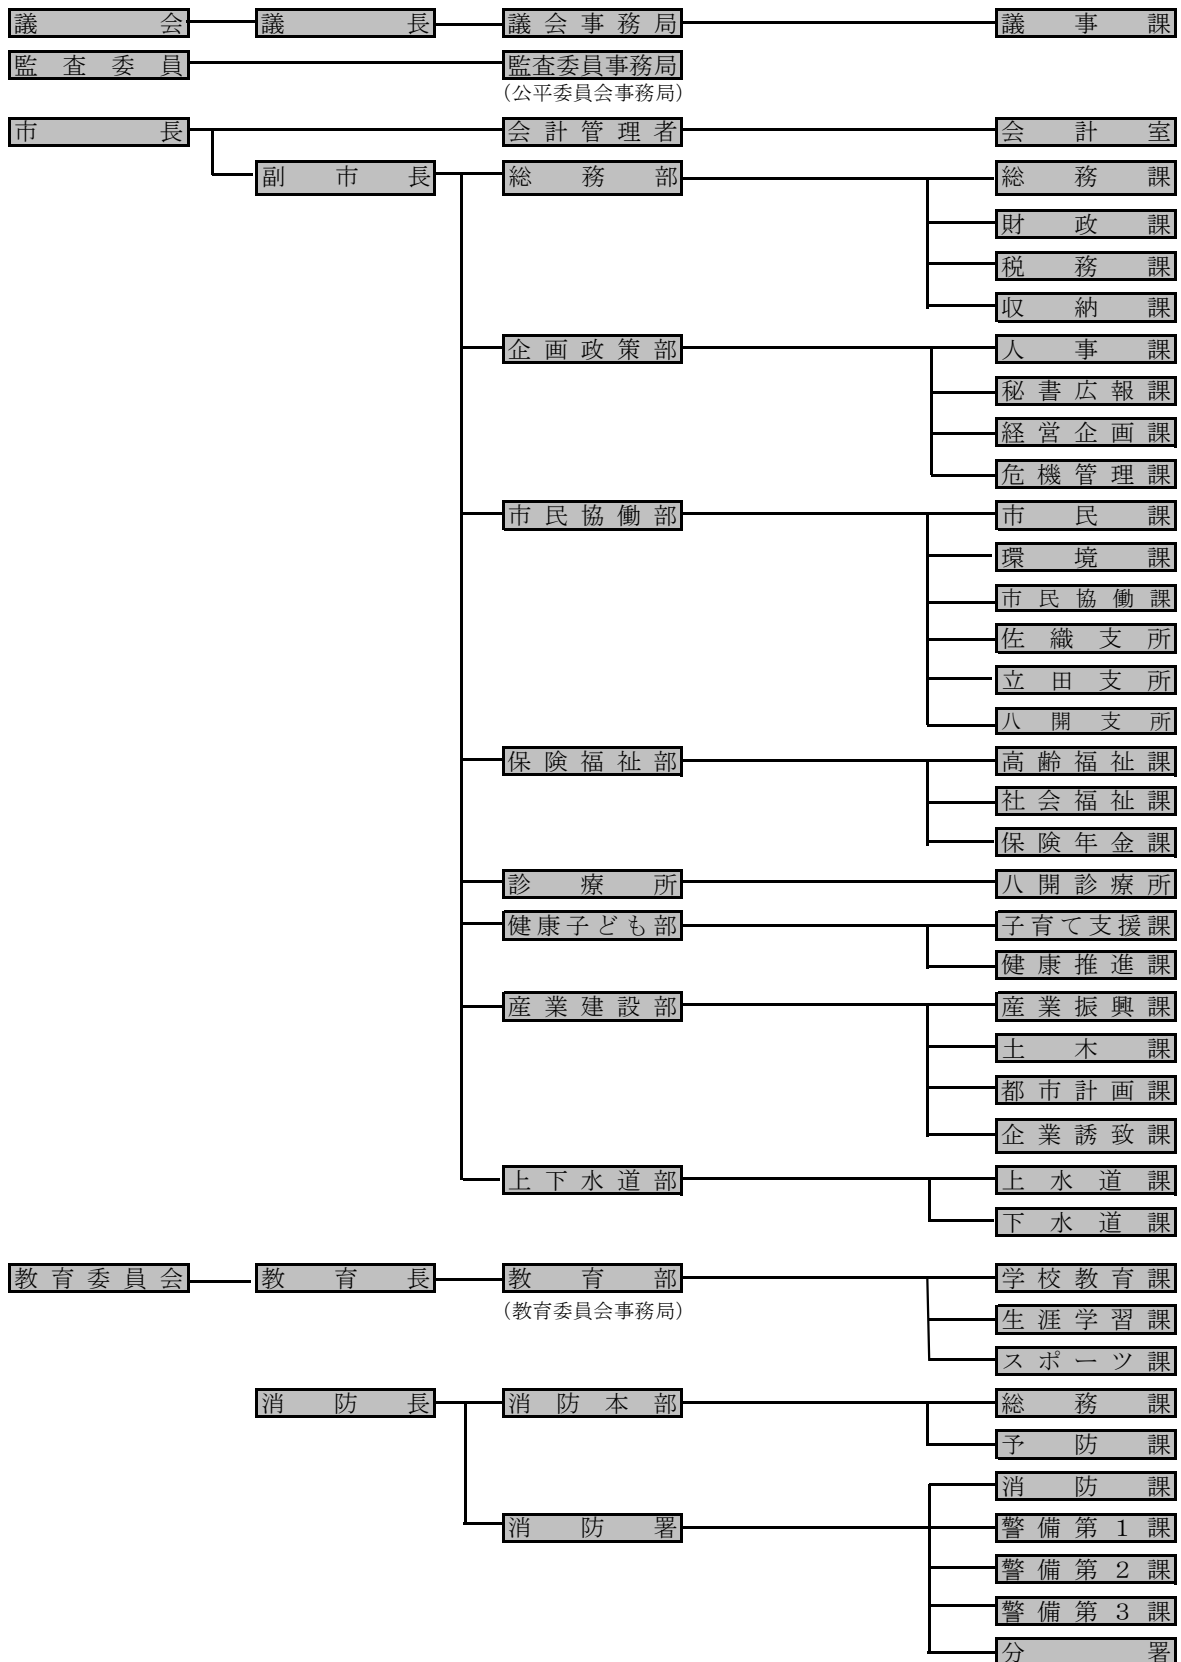 議会 議長 議会事務局 議事課
監査委員 監査委員事務局
(公平委員会事務局)
市長 会計管理者 会計室
副市長 総務部 総務課
財政課
税務課
収納課
企画政策部 人事課
秘書広報課
経営企画課
危機管理課
市民協働部 市民課
環境課
市民協働課
佐織支所
立田支所
八開支所
保険福祉部 高齢福祉課
社会福祉課
保険年金課
診療所 八開診療所
健康子ども部 子育て支援課
健康推進課
産業建設部 産業振興課
土木課
都市計画課
企業誘致課
上下水道部 上水道課
下水道課
教育委員会 教育長 教育部 学校教育課
(教育委員会事務局) 生涯学習課
スポーツ課
消防長 消防本部 総務課
予防課
消防課
消防署 警備第1課
警備第2課
警備第3課
分署